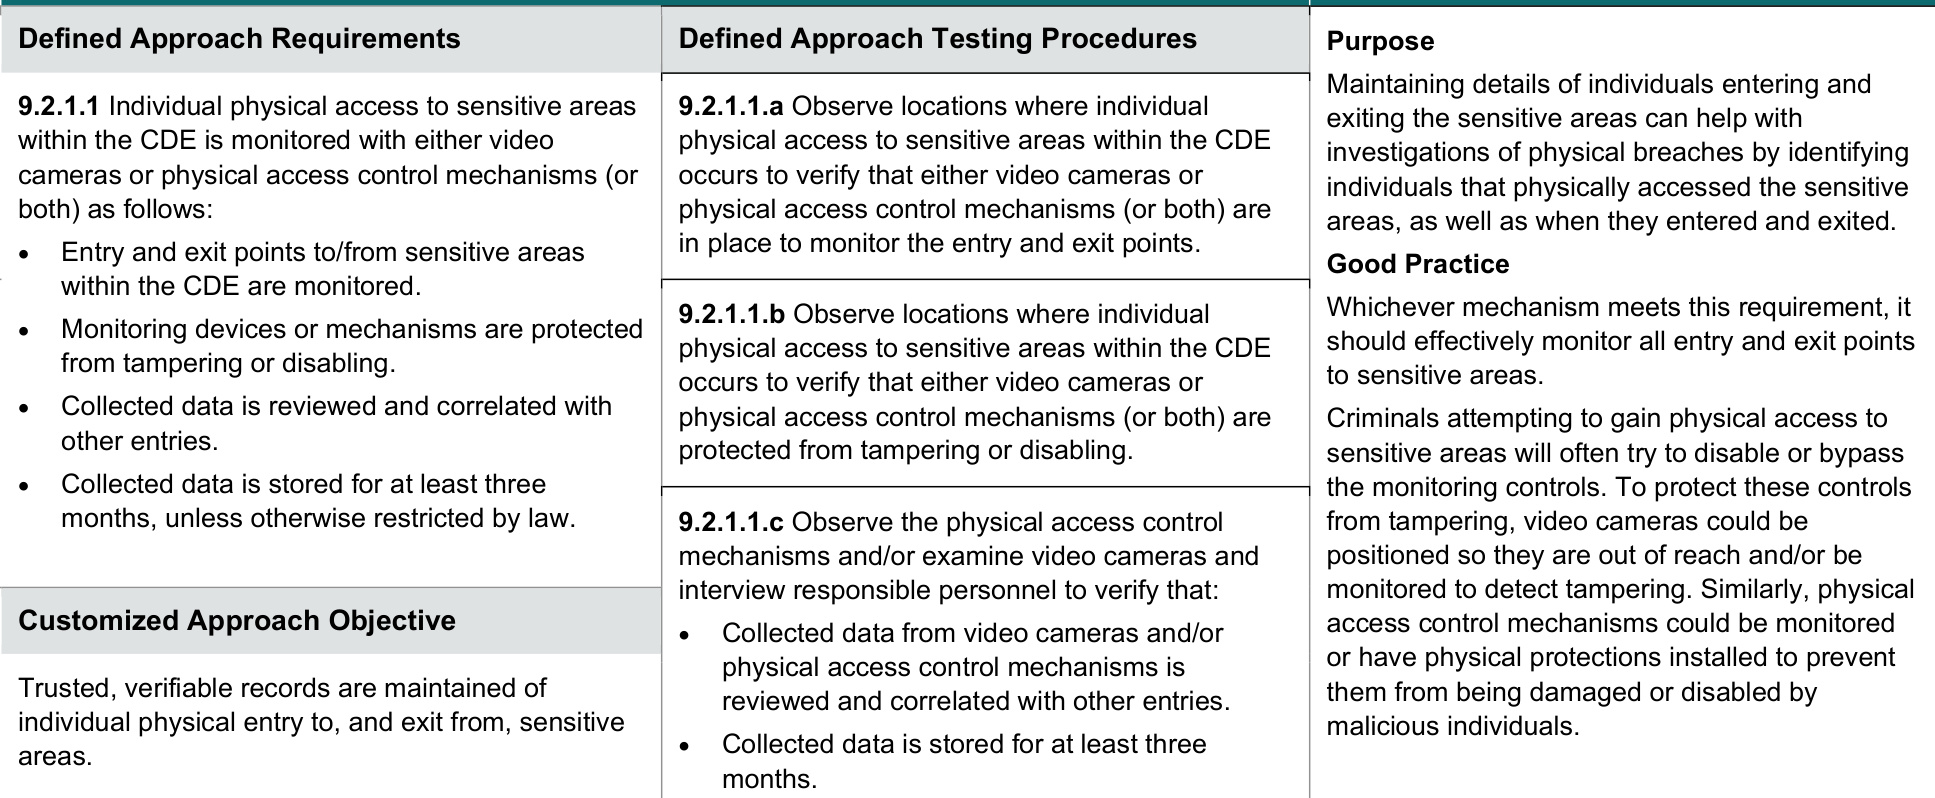 Defined Approach Requirements
9.2.1.1 Individual physical access to sensitive areas
within the CDE is monitored with either video
cameras or physical access control mechanisms (or
both) as follows:
• Entry and exit points to/from sensitive areas
within the CDE are monitored.
• Monitoring devices or mechanisms are protected
from tampering or disabling.
• Collected data is reviewed and correlated with
other entries.
• Collected data is stored for at least three
months, unless otherwise restricted by law.
Customized Approach Objective
Trusted, verifiable records are maintained of
individual physical entry to, and exit from, sensitive
areas.
Defined Approach Testing Procedures
9.2.1.1.a Observe locations where individual
physical access to sensitive areas within the CDE
occurs to verify that either video cameras or
physical access control mechanisms (or both) are
in place to monitor the entry and exit points.
9.2.1.1.b Observe locations where individual
physical access to sensitive areas within the CDE
occurs to verify that either video cameras or
physical access control mechanisms (or both) are
protected from tampering or disabling.
9.2.1.1.c Observe the physical access control
mechanisms and/or examine video cameras and
interview responsible personnel to verify that:
• Collected data from video cameras and/or
physical access control mechanisms is
reviewed and correlated with other entries.
• Collected data is stored for at least three
months.
Purpose
Maintaining details of individuals entering and
exiting the sensitive areas can help with
investigations of physical breaches by identifying
individuals that physically accessed the sensitive
areas, as well as when they entered and exited.
Good Practice
Whichever mechanism meets this requirement, it
should effectively monitor all entry and exit points
to sensitive areas.
Criminals attempting to gain physical access to
sensitive areas will often try to disable or bypass
the monitoring controls. To protect these controls
from tampering, video cameras could be
positioned so they are out of reach and/or be
monitored to detect tampering. Similarly, physical
access control mechanisms could be monitored
or have physical protections installed to prevent
them from being damaged or disabled by
malicious individuals.